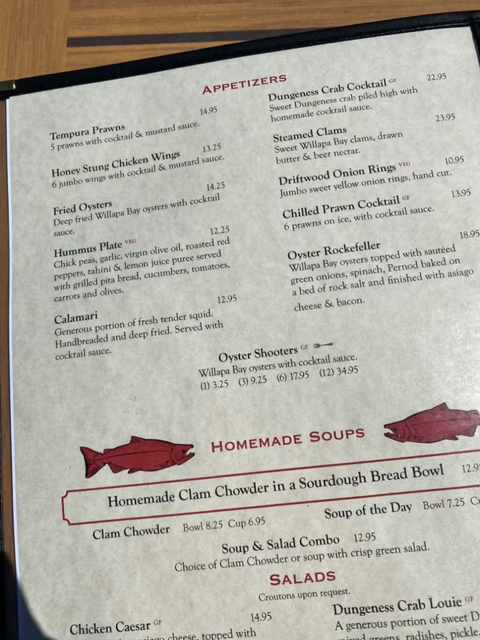 APPETIZERS
14.95
Tempura Prawns
5 prawns with cocktail & mustard sauce.
13.25
Honey Stung Chicken Wings
6 jumbo wings with cocktail & mustard sauce.
14.25
Fried Oysters
Deep fried Willapa Bay oysters with cocktail
sauce.
12.25
Hummus Plate VEG
Chick peas, garlic, virgin olive oil, roasted red
peppers, tahini & lemon juice puree served
with grilled pita bread, cucumbers, tomatoes,
carrots and olives.
12.95
Calamari
Generous portion of fresh tender squid.
Handbreaded and deep fried. Served with
cocktail sauce.
Dungeness Crab Cocktail GF 22.95
Sweet Dungeness crab piled high with
homemade cocktail sauce.
23.95
Steamed Clams
Sweet Willapa Bay clams, drawn
butter & beer nectar.
10.95
Driftwood Onion Rings VEG
Jumbo sweet yellow onion rings, hand cut.
13.95
Chilled Prawn Cocktail GF
6 prawns on ice, with cocktail sauce.
18.95
Oyster Rockefeller
Willapa Bay oysters topped with sautéed
green onions, spinach, Pernod baked on
a bed of rock salt and finished with asiago
cheese & bacon.
Oyster Shooters GF
Willapa Bay oysters with cocktail sauce.
(1) 3.25 (3) 9.25 (6) 17.95 (12) 34.95
HOMEMADE SOUPS
Homemade Clam Chowder in a Sourdough Bread Bowl 12.9
Clam Chowder Bowl 8.25 Cup 6.95
Soup of the Day Bowl 7.25 C
Soup & Salad Combo 12.95
Choice of Clam Chowder or soup with crisp green salad.
SALADS
Croutons upon request.
14.95
Chicken Caesar GF
cheese, topped with
Dungeness Crab Louie GF
A generous portion of sweet D
greens, radishes, pickle